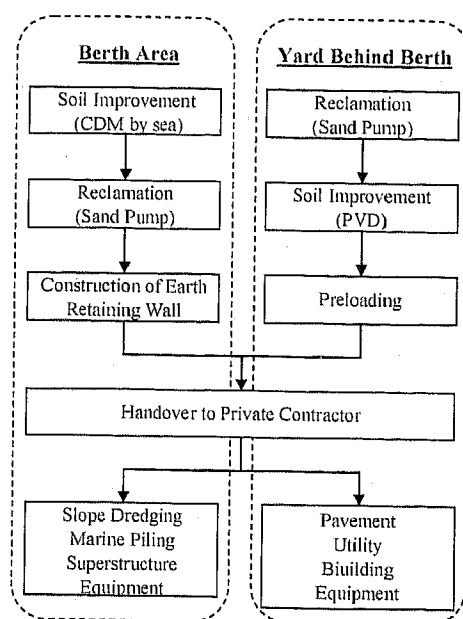 Berth Area
Soil Improvement
(CDM by sea)
Reclamation
(Sand Pump)
Construction of Earth
Retaining Wall
Yard Behind Berth
Reclamation
(Sand Pump)
Soil Improvement
(PVD)
Preloading
Handover to Private Contractor
Slope Dredging
Marine Piling
Superstructure
Equipment
Pavement
Utility
Biuilding
Equipment